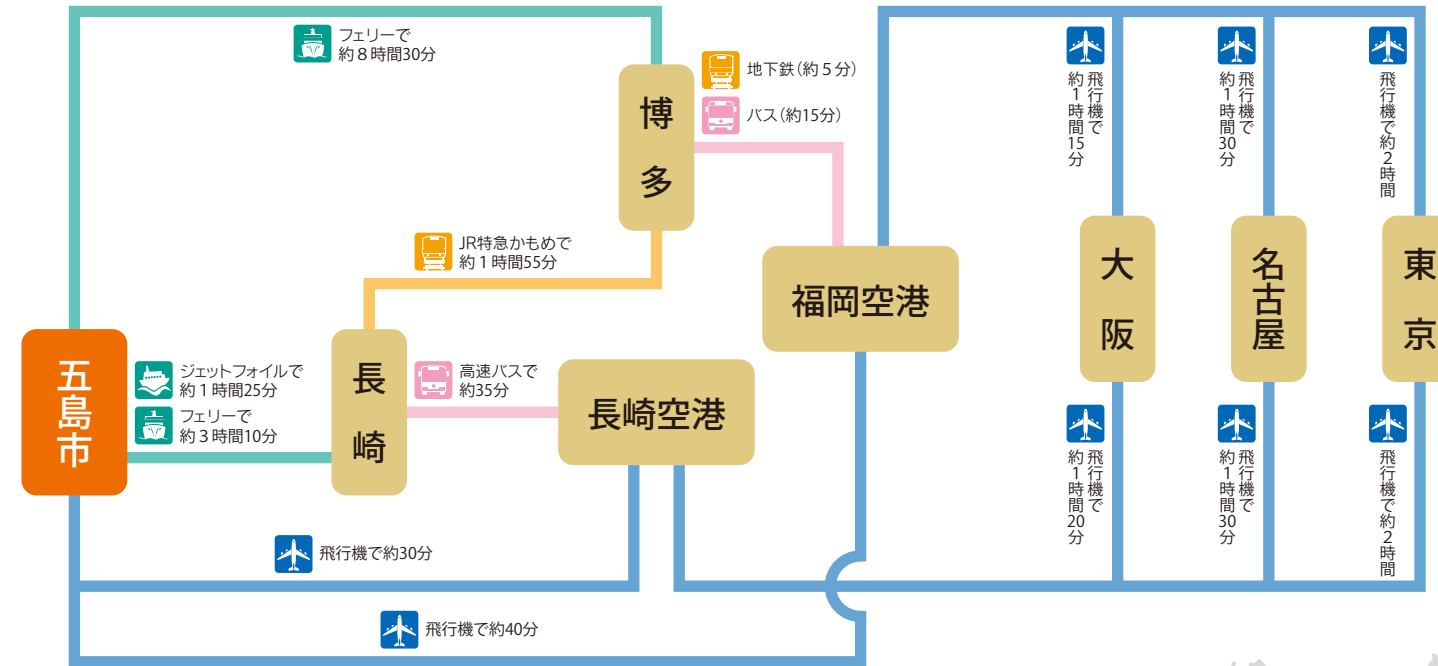 フェリーで
約8時間30分
博多
地下鉄(約5分)
バス(約15分)
飛行機で
約1時間15分
飛行機で
約1時間30分
飛行機で約2時間
JR特急かもめで
約1時間55分
福岡空港
大阪
名古屋
東京
五島市
ジェットフォイルで
約1時間25分
フェリーで
約3時間10分
長崎
高速バスで
約35分
長崎空港
飛行機で
約1時間20分
飛行機で
約1時間30分
飛行機で約2時間
飛行機で約30分
飛行機で約40分